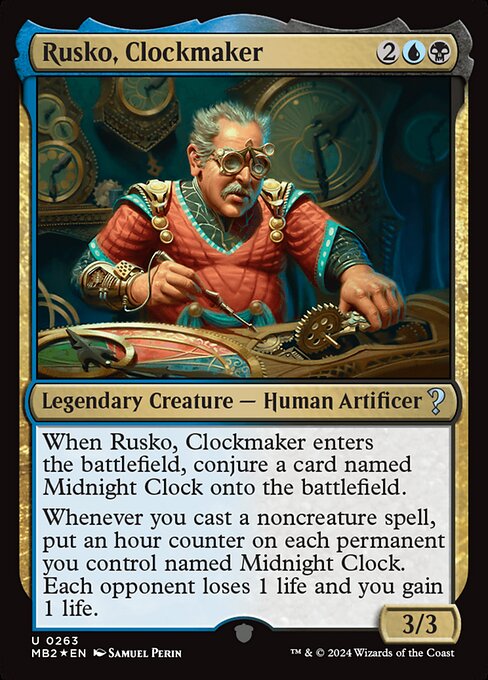 Rusko, Clockmaker 2
Legendary Creature — Human Artificer
When Rusko, Clockmaker enters
the battlefield, conjure a card named
Midnight Clock onto the battlefield.
Whenever you cast a noncreature spell,
put an hour counter on each permanent
you control named Midnight Clock.
Each opponent loses 1 life and you gain
1 life.
3/3
U 0263
MB2★EN Samuel Perin
™ & © 2024 Wizards of the Coast